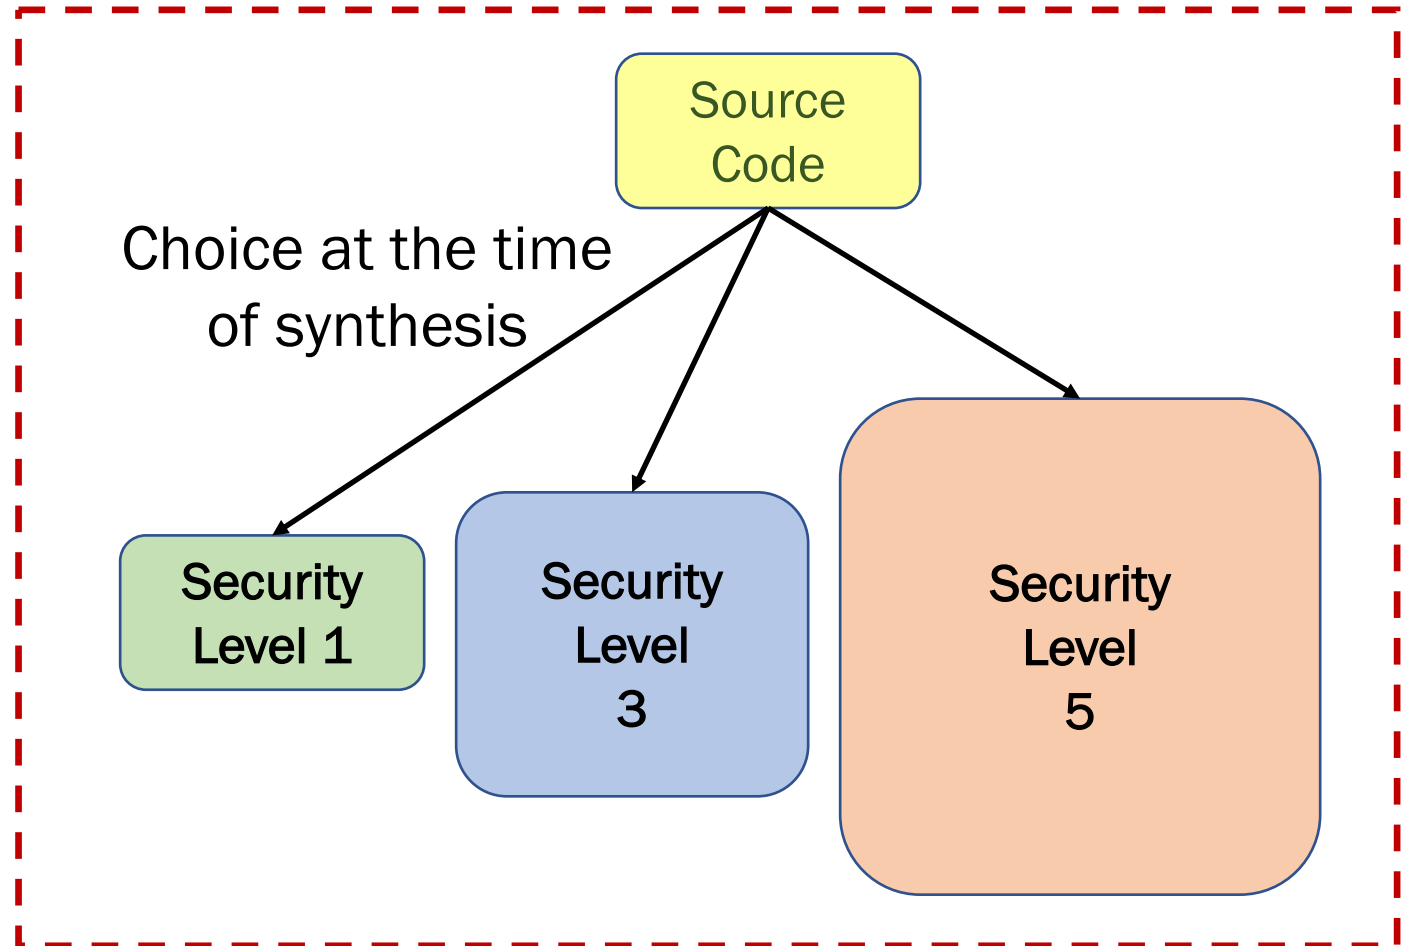 Source
Code
Choice at the time
of synthesis
Security
Level 1
Security
Level
3
Security
Level
5